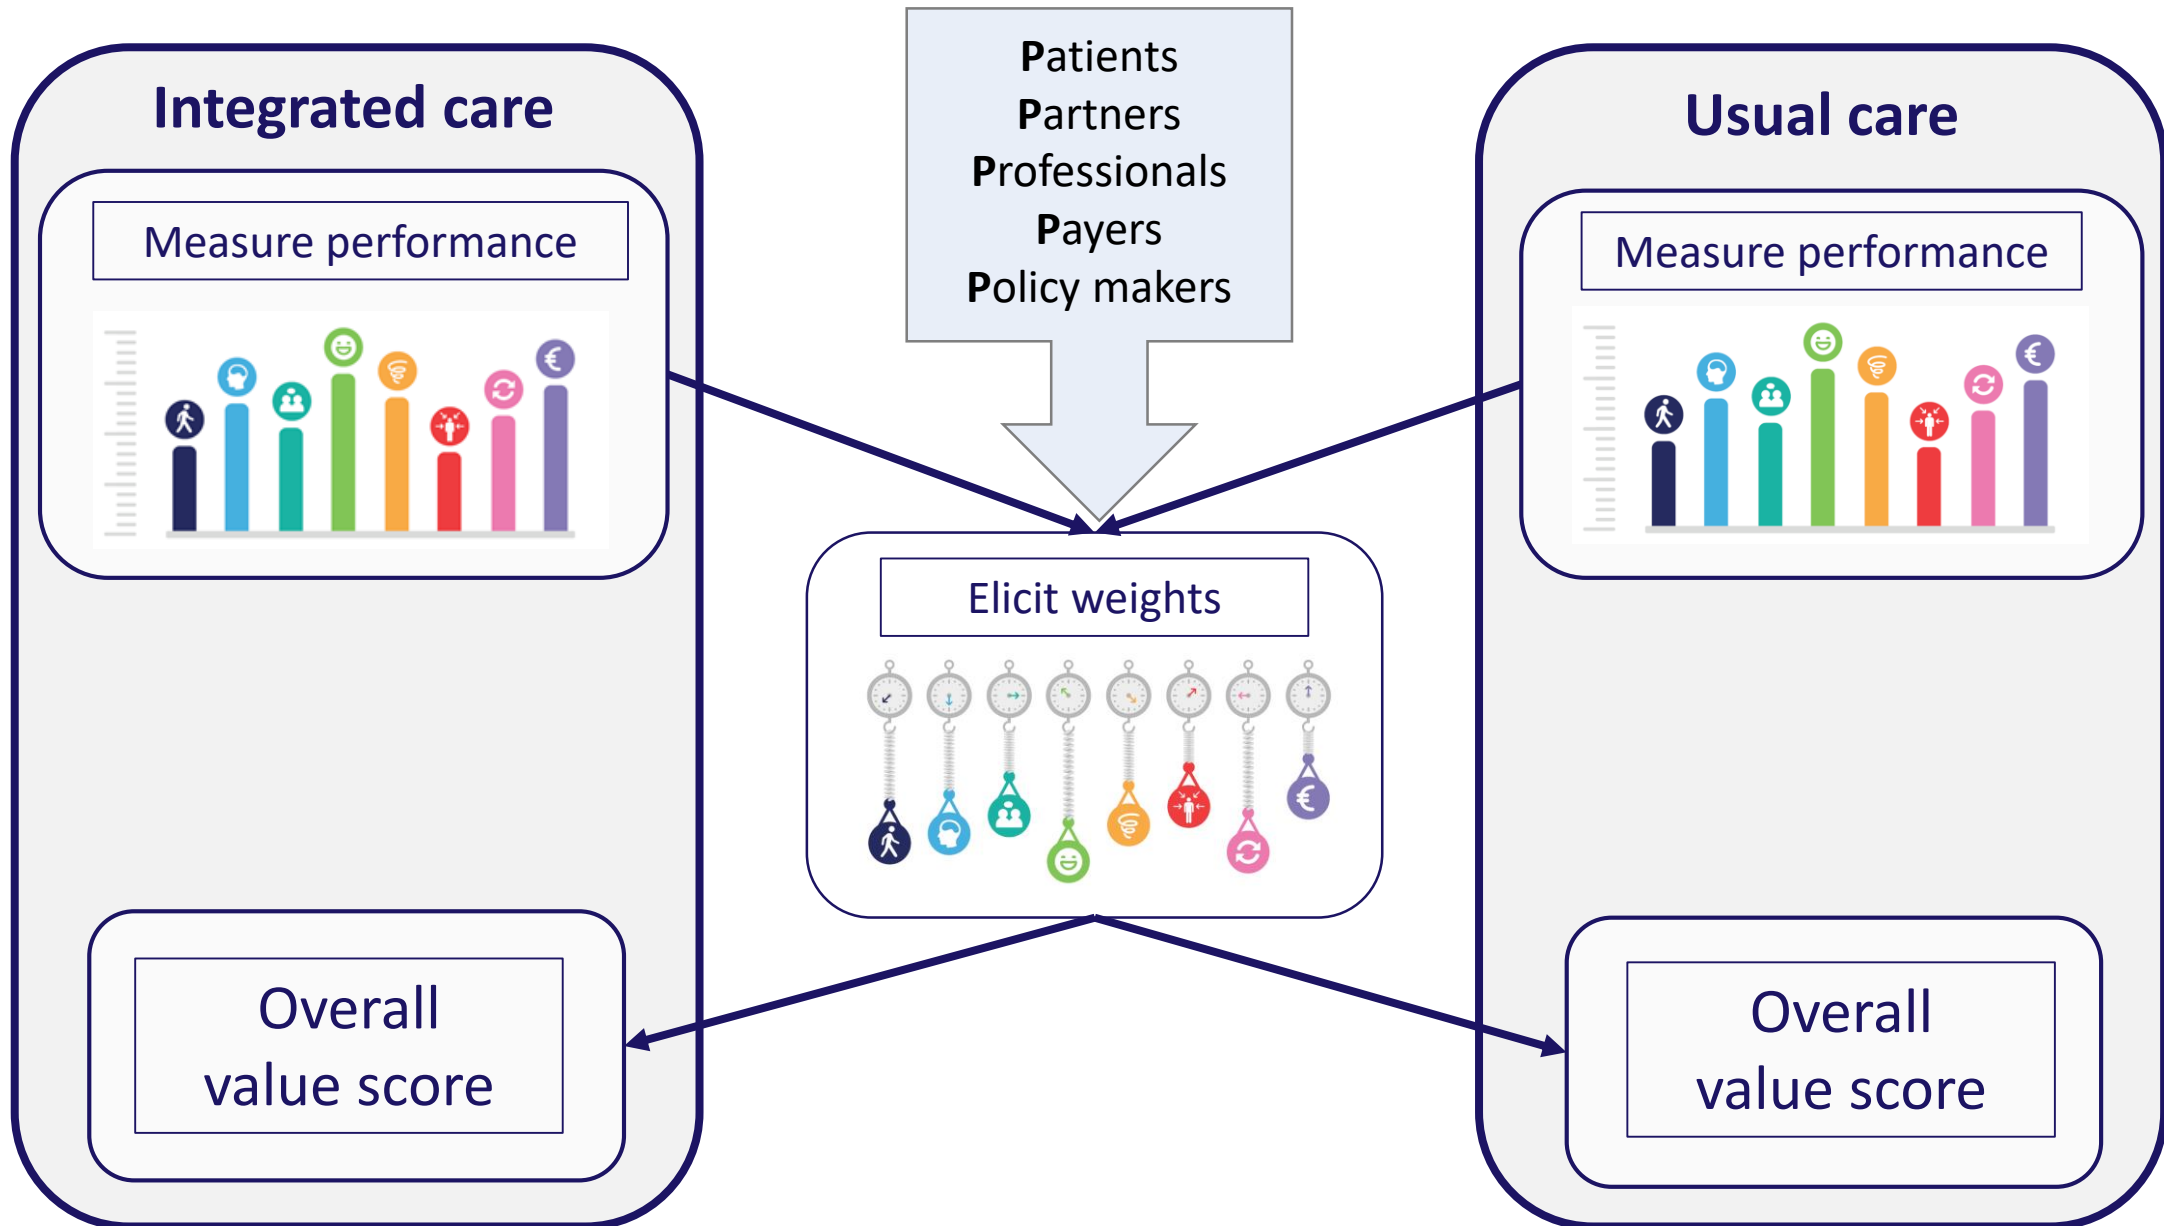 Integrated care
Measure performance
Patients
Partners
Professionals
Payers
Policy makers
Usual care
Measure performance
€
€
Elicit weights
€
Overall
value score
Overall
value score